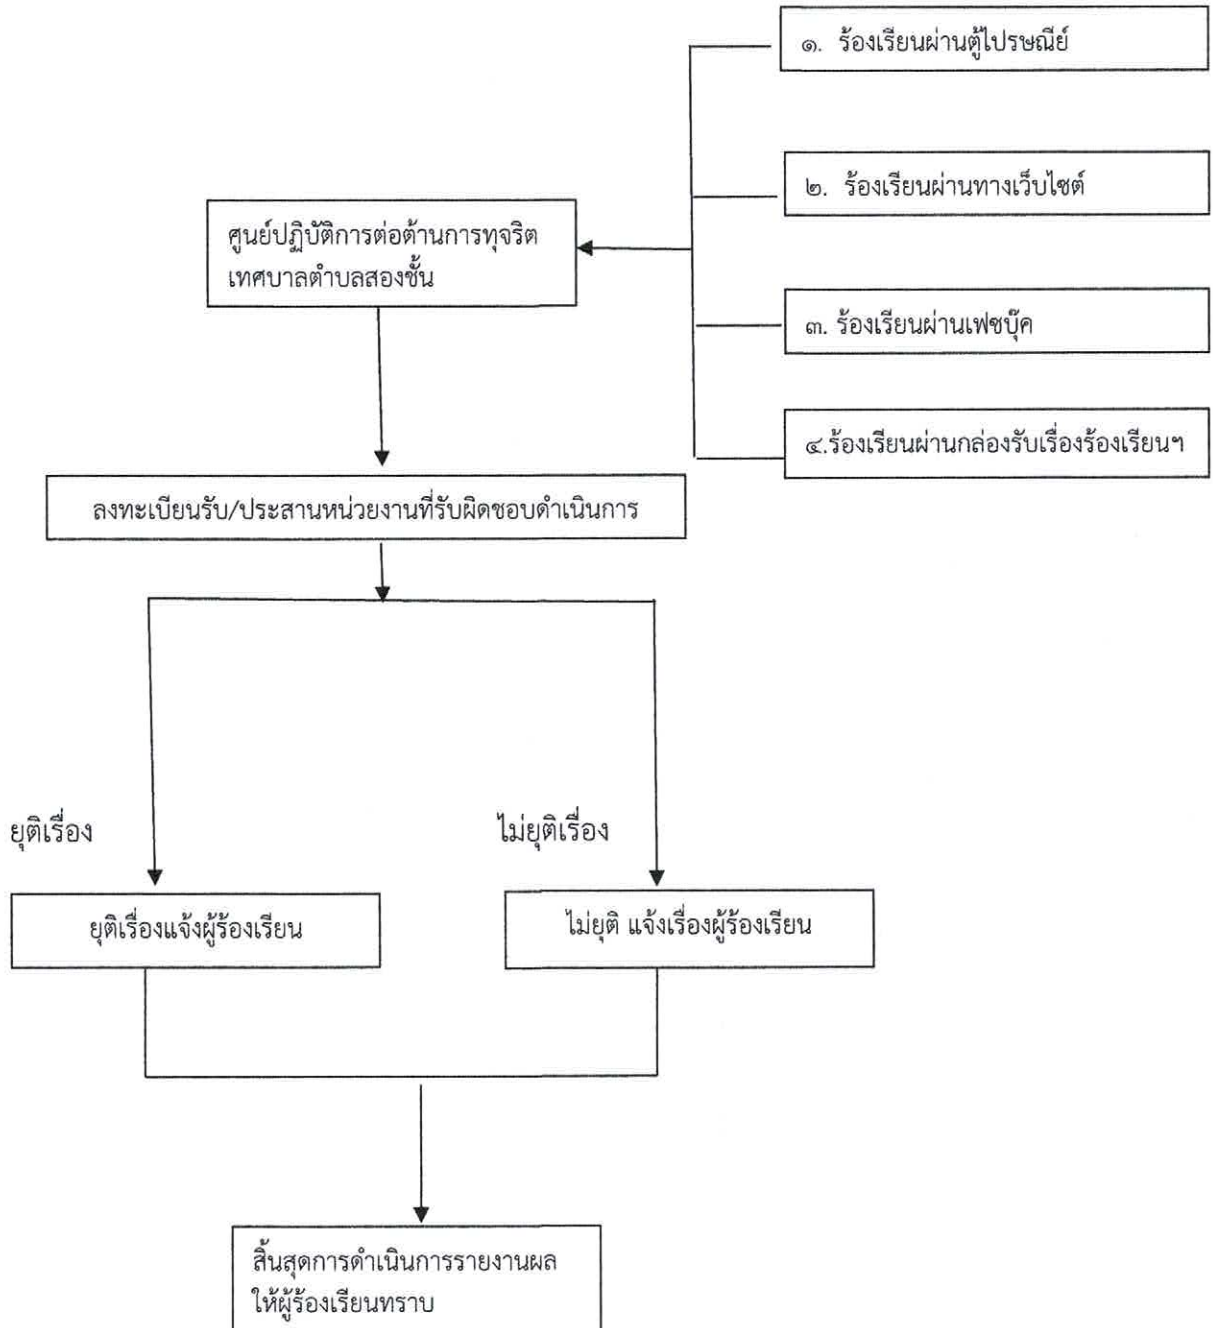 ๑. ร้องเรียนผ่านตู้ไปรษณีย์
๒. ร้องเรียนผ่านทางเว็บไซต์
ศูนย์ปฏิบัติการต่อต้านการทุจริต
เทศบาลตำบลสองชั้น
๓. ร้องเรียนผ่านเฟซบุ๊ค
๔.ร้องเรียนผ่านกล่องรับเรื่องร้องเรียนฯ
ลงทะเบียนรับ/ประสานหน่วยงานที่รับผิดชอบดำเนินการ
ยุติเรื่อง
ไม่ยุติเรื่อง
ยุติเรื่องแจ้งผู้ร้องเรียน
ไม่ยุติ แจ้งเรื่องผู้ร้องเรียน
สิ้นสุดการดำเนินการรายงานผล
ให้ผู้ร้องเรียนทราบ